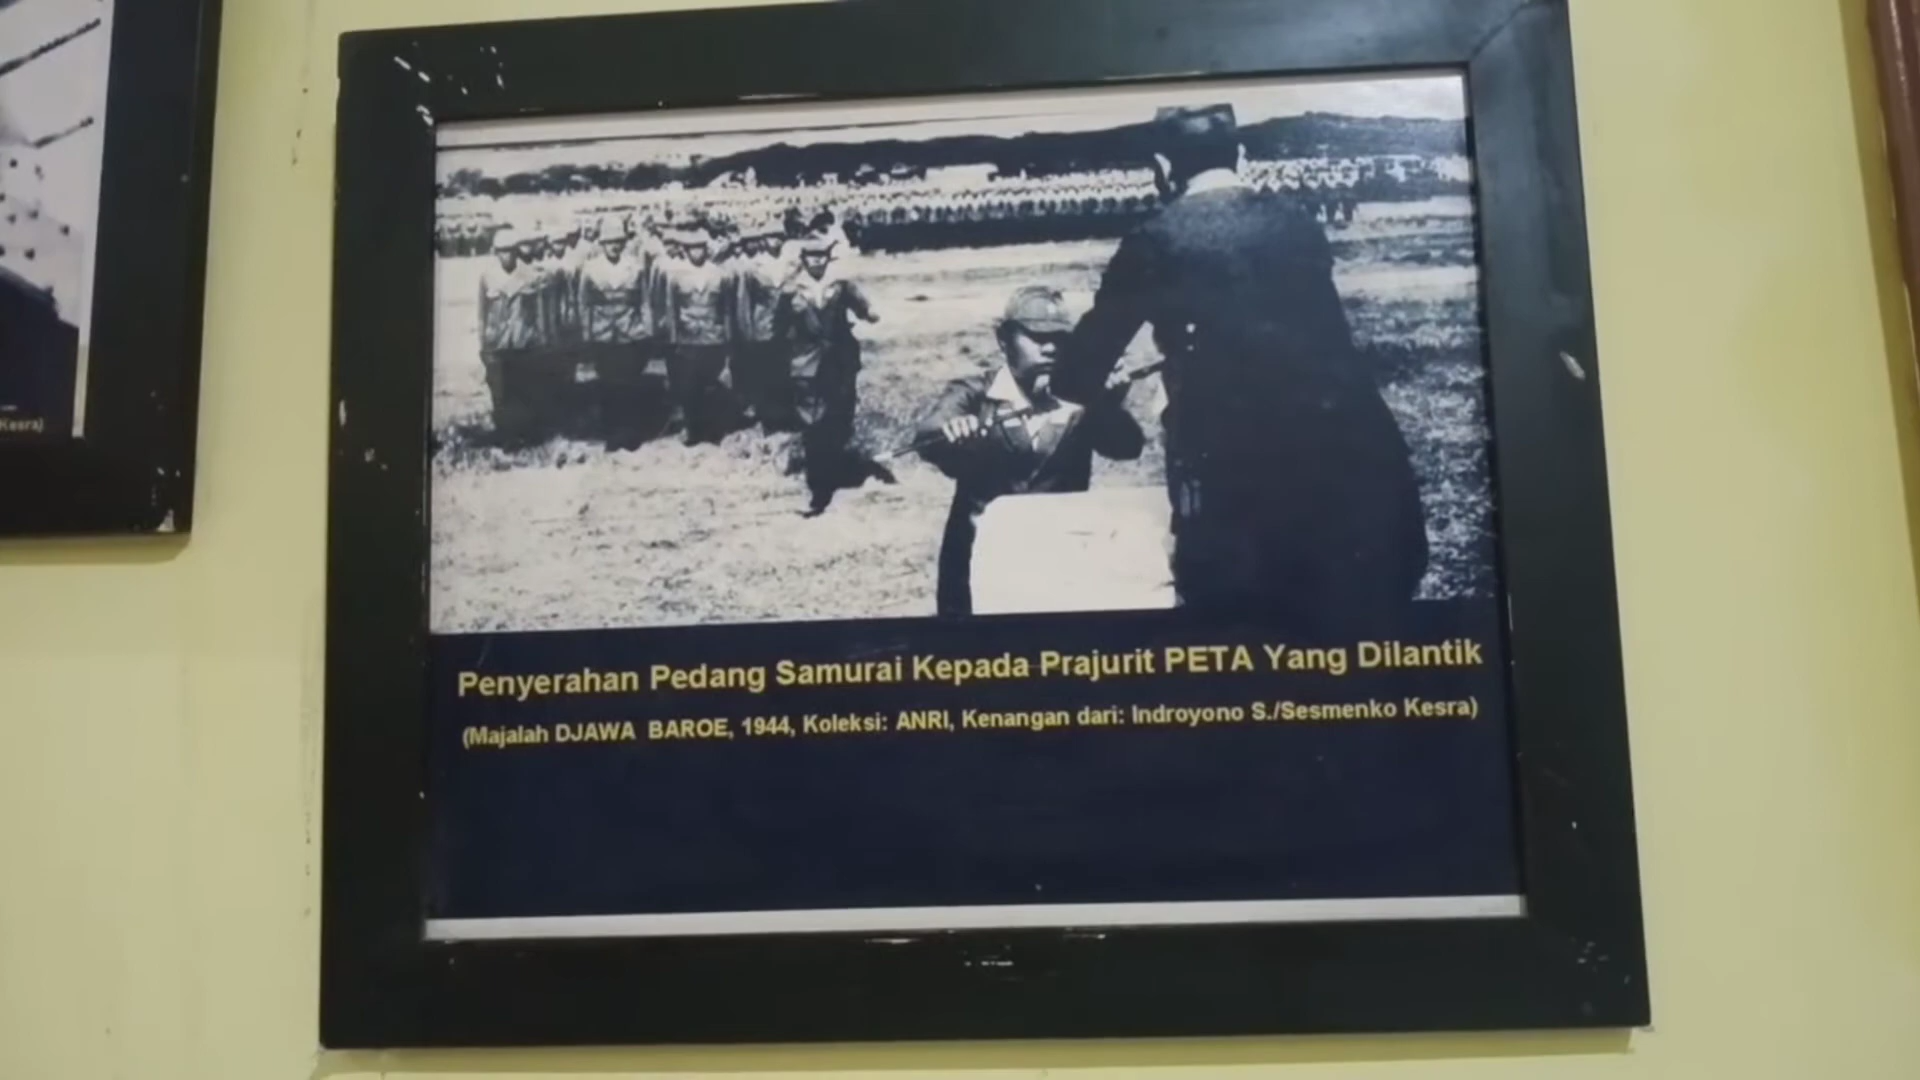 Penyerahan Pedang Samurai Kepada Prajurit PETA Yang Dilantik
(Majalah DJAWA BAROE, 1944, Koleksi: ANRI, Kenangan dari: Indroyono S./Sesmenko Kesra)
Kesra)